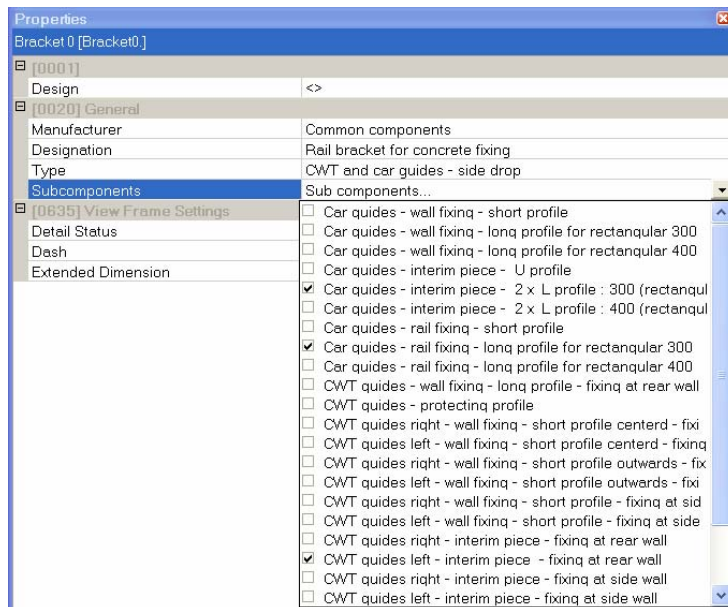 Properties
Bracket 0 [Bracket0.]
[0001]
Design <>
[0020] General
Manufacturer Common components
Designation Rail bracket for concrete fixing
Type CWT and car guides - side drop
Subcomponents Sub components...
[0635] View Frame Settings
Detail Status
Dash
Extended Dimension
Car guides - wall fixing - short profile
Car guides - wall fixing - long profile for rectangular 300
Car guides - wall fixing - long profile for rectangular 400
Car guides - interim piece - U profile
Car guides - interim piece - 2 x L profile : 300 (rectangul
Car guides - interim piece - 2 x L profile : 400 (rectangul
Car guides - rail fixing - short profile
Car guides - rail fixing - long profile for rectangular 300
Car guides - rail fixing - long profile for rectangular 400
CWT guides - wall fixing - long profile - fixing at rear wall
CWT guides - protecting profile
CWT guides right - wall fixing - short profile centerd - fixi
CWT guides left - wall fixing - short profile centerd - fixing
CWT guides right - wall fixing - short profile outwards - fix
CWT guides left - wall fixing - short profile outwards - fixi
CWT guides right - wall fixing - short profile - fixing at sid
CWT guides left - wall fixing - short profile - fixing at side
CWT guides right - interim piece - fixing at rear wall
CWT guides left - interim piece - fixing at rear wall
CWT guides right - interim piece - fixing at side wall
CWT guides left - interim piece - fixing at side wall